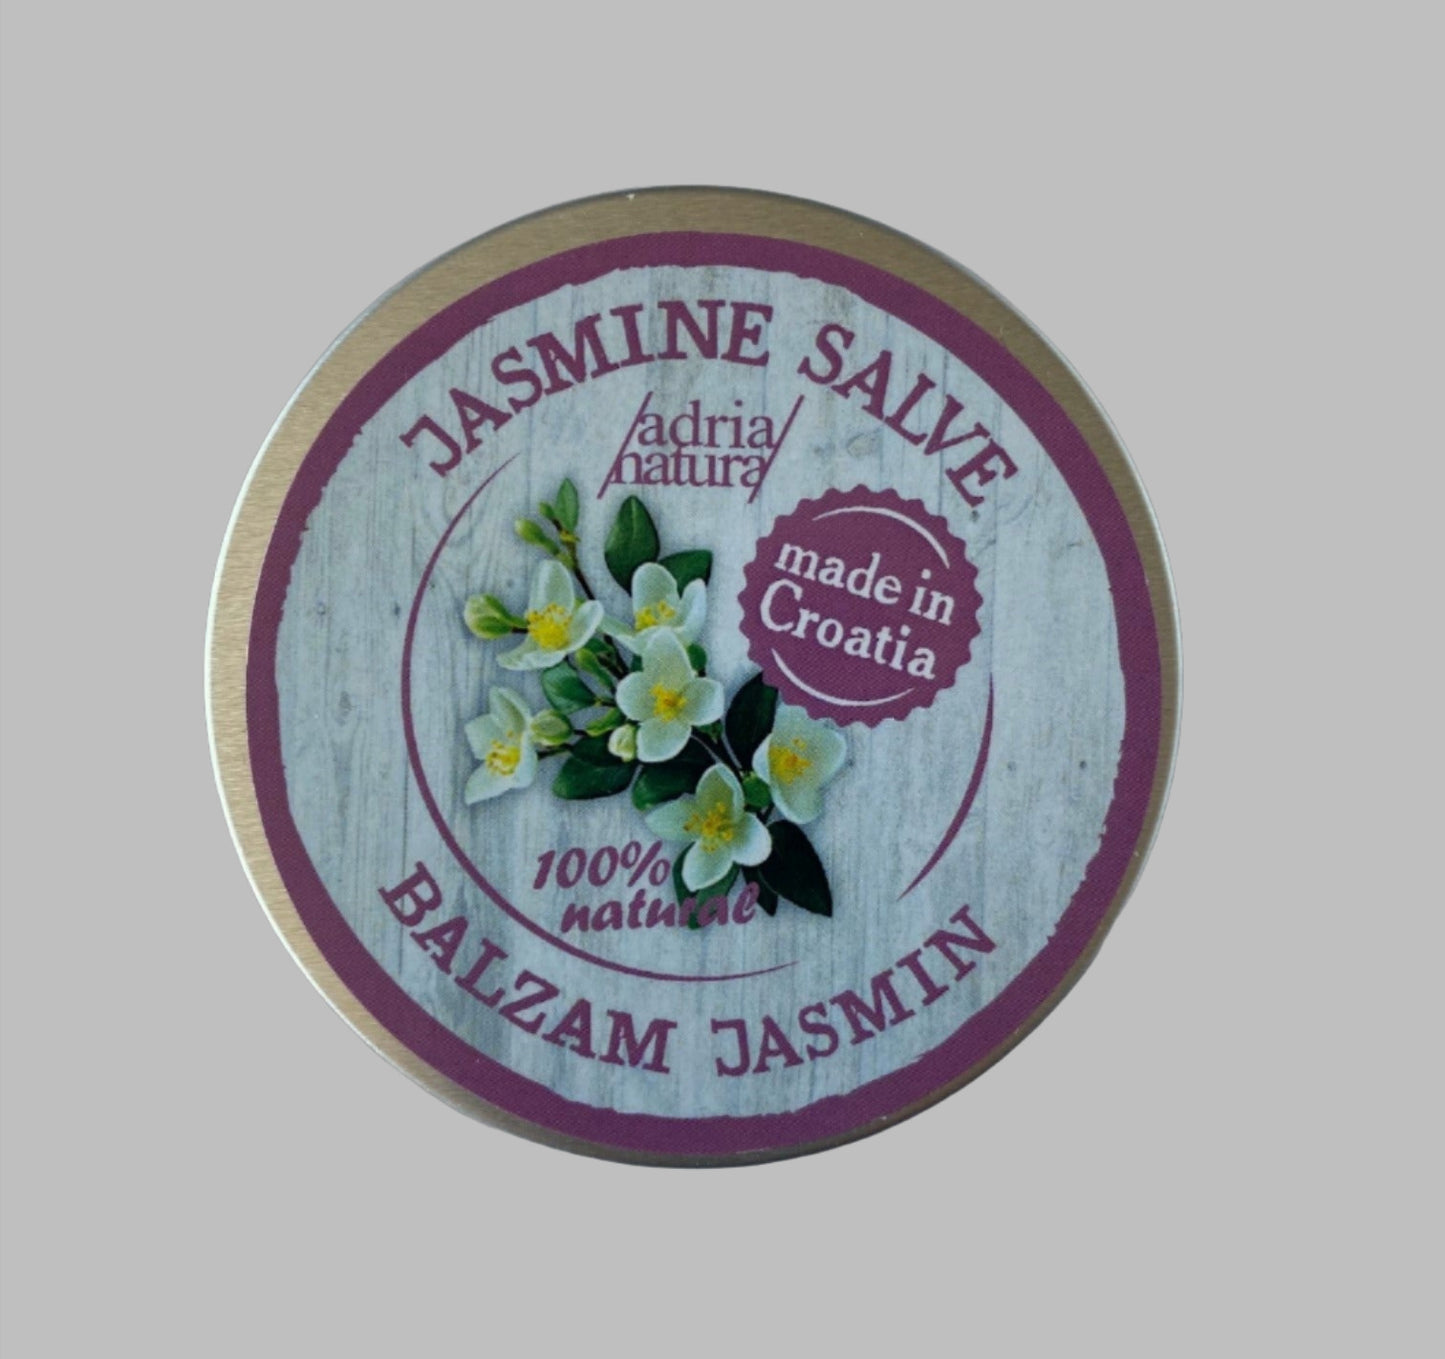 JASMINE SALVE
adria
natura
made in
Croatia
100%
natural
BALZAM JASMIN